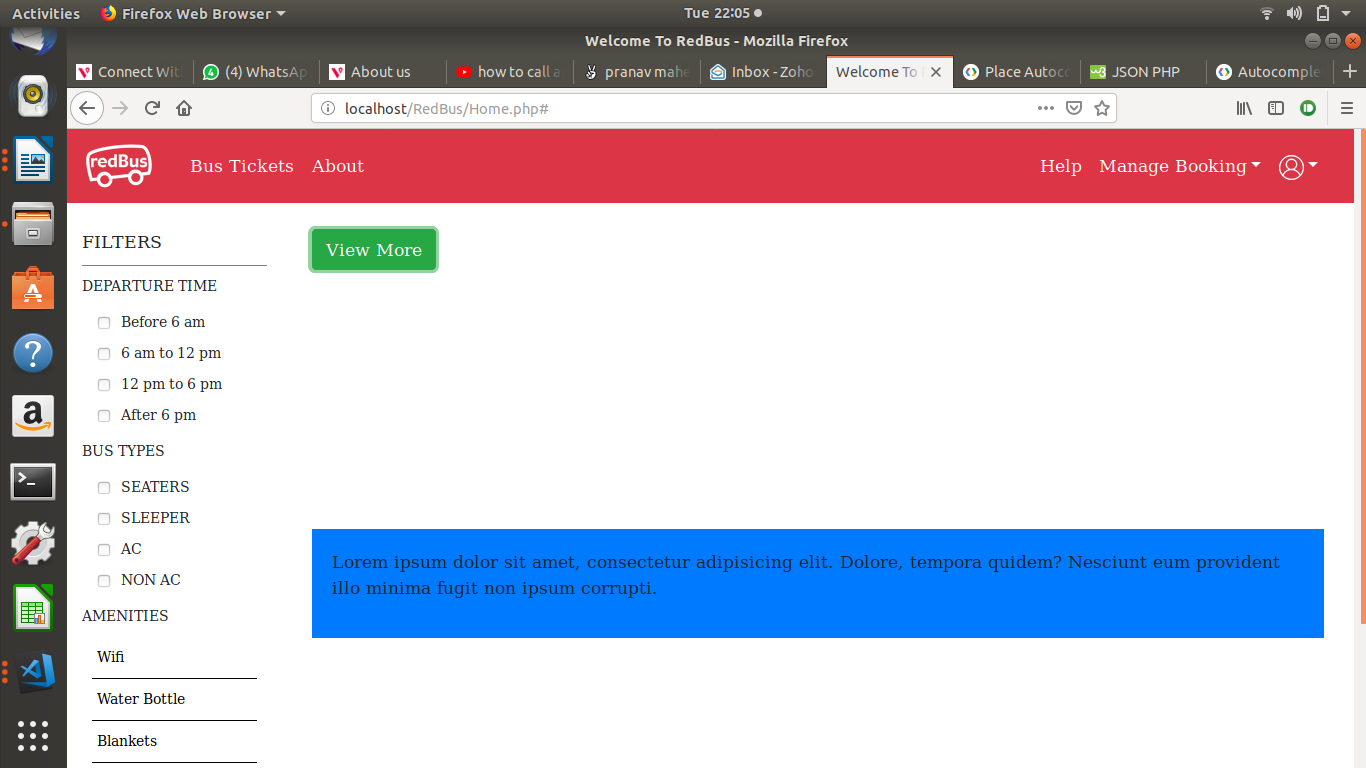 Activities Firefox Web Browser Tue 22:05
Welcome To RedBus - Mozilla Firefox
Connect Wit (4) WhatsAp About us how to call a pranav mahe Inbox - Zoho Welcome To Place Autoco JSON PHP Autocomple
localhost/RedBus/Home.php#
redBus Bus Tickets About Help Manage Booking
FILTERS
View More
DEPARTURE TIME
Before 6 am
6 am to 12 pm
12 pm to 6 pm
After 6 pm
BUS TYPES
SEATERS
SLEEPER
AC
NON AC
AMENITIES
Wifi
Water Bottle
Blankets
Lorem ipsum dolor sit amet, consectetur adipisicing elit. Dolore, tempora quidem? Nesciunt eum provident
illo minima fugit non ipsum corrupti.